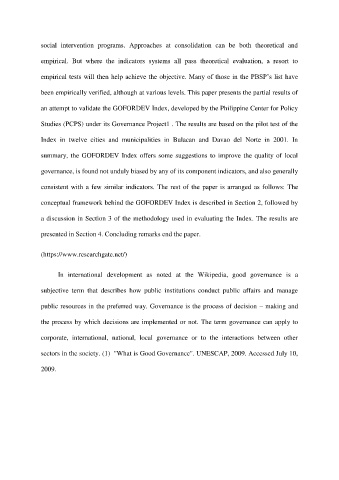 social intervention programs. Approaches at consolidation can be both theoretical and
empirical. But where the indicators systems all pass theoretical evaluation, a resort to
empirical tests will then help achieve the objective. Many of those in the PBSP's list have
been empirically verified, although at various levels. This paper presents the partial results of
an attempt to validate the GOFORDEV Index, developed by the Philippine Center for Policy
Studies (PCPS) under its Governance Project1 . The results are based on the pilot test of the
Index in twelve cities and municipalities in Bulacan and Davao del Norte in 2001. In
summary, the GOFORDEV Index offers some suggestions to improve the quality of local
governance, is found not unduly biased by any of its component indicators, and also generally
consistent with a few similar indicators. The rest of the paper is arranged as follows: The
conceptual framework behind the GOFORDEV Index is described in Section 2, followed by
a discussion in Section 3 of the methodology used in evaluating the Index. The results are
presented in Section 4. Concluding remarks end the paper.
(https://www.researchgate.net/)
In international development as noted at the Wikipedia, good governance is a
subjective term that describes how public institutions conduct public affairs and manage
public resources in the preferred way. Governance is the process of decision – making and
the process by which decisions are implemented or not. The term governance can apply to
corporate, international, national, local governance or to the interactions between other
sectors in the society. (1) "What is Good Governance". UNESCAP, 2009. Accessed July 10,
2009.